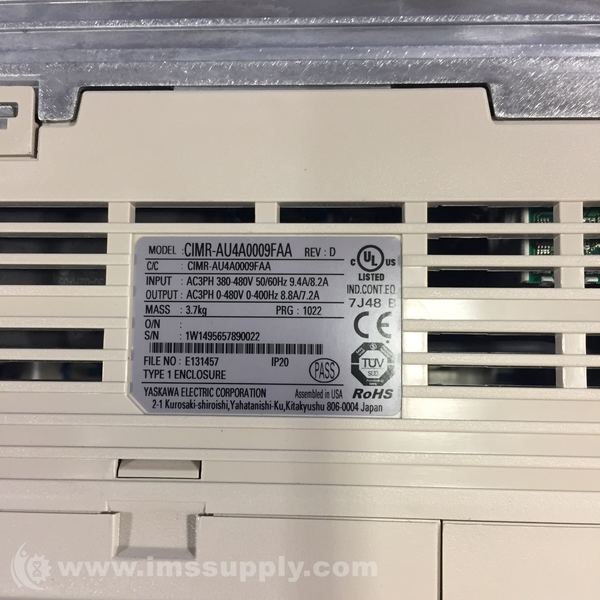 MODEL : CIMR-AU4A0009FAA REV : D
C/C : CIMR-AU4A0009FAA
INPUT : AC3PH 380-480V 50/60Hz 9.4A/8.2A
OUTPUT : AC3PH 0-480V 0-400Hz 8.8A/7.2A
MASS : 3.7kg PRG : 1022
O/N :
S/N : 1W1495657890022
FILE NO : E131457 IP20
TYPE 1 ENCLOSURE PASS
YASKAWA ELECTRIC CORPORATION Assembled in USA
2-1 Kurosaki-shiroishi,Yahatanishi-Ku,Kitakyushu 806-0004 Japan
C UL US
LISTED
IND.CONT.EQ
7J48 B
CE
TÜV
SÜD
RoHS
www.imssupply.com